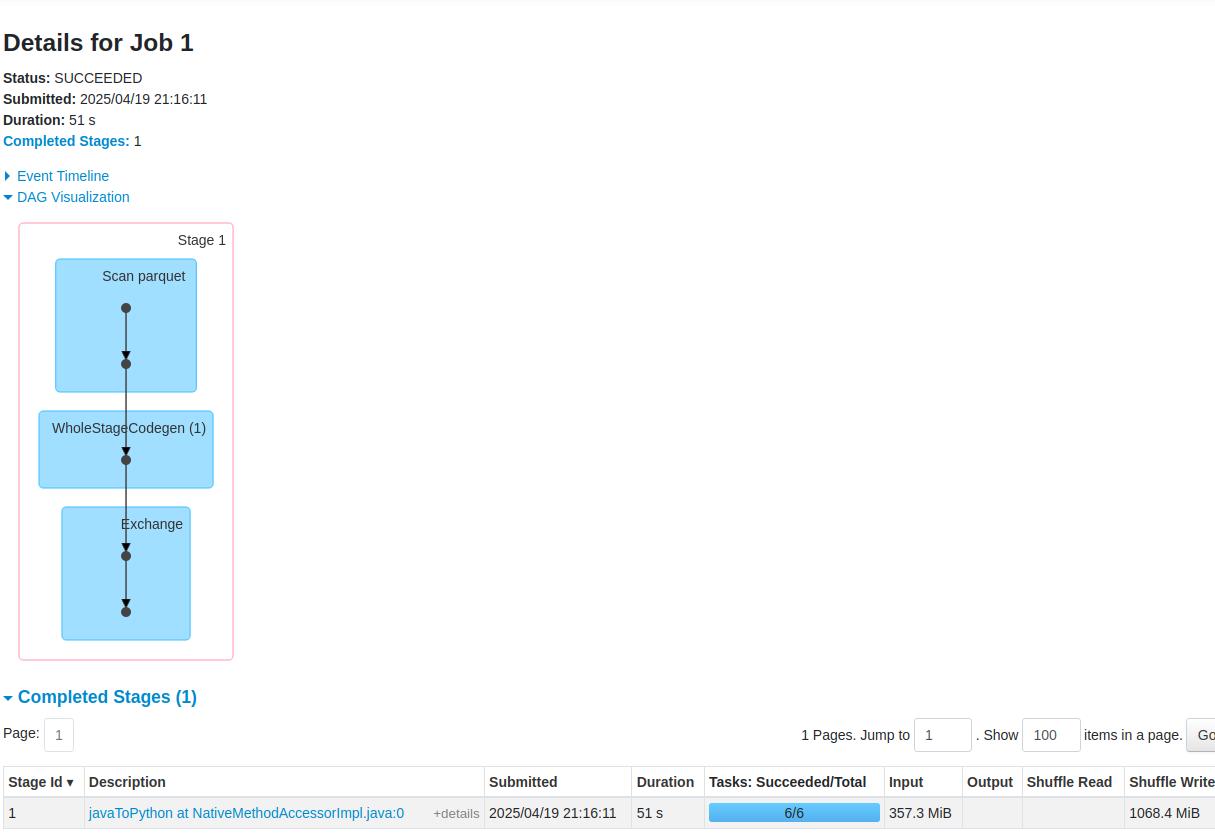 Details for Job 1
Status: SUCCEEDED
Submitted: 2025/04/19 21:16:11
Duration: 51 s
Completed Stages: 1
Event Timeline
DAG Visualization
Stage 1
Scan parquet
WholeStageCodegen (1)
Exchange
Completed Stages (1)
Page: 1 1 Pages. Jump to 1 . Show 100 items in a page. Go
Stage Id ▾ Description Submitted Duration Tasks: Succeeded/Total Input Output Shuffle Read Shuffle Write
1 javaToPython at NativeMethodAccessorImpl.java:0 +details 2025/04/19 21:16:11 51 s 6/6 357.3 MiB 1068.4 MiB